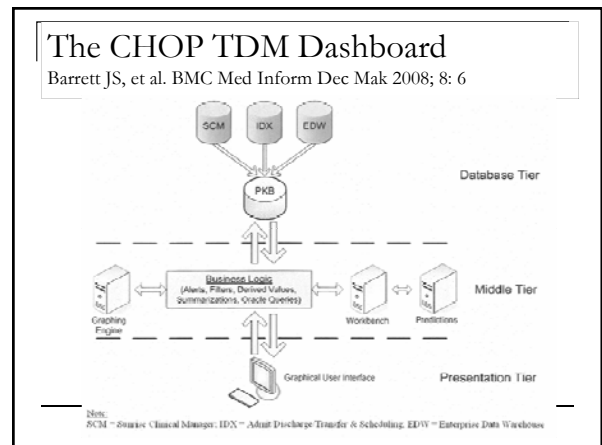 The CHOP TDM Dashboard
Barrett JS, et al. BMC Med Inform Dec Mak 2008; 8: 6
SCM IDX EDW
PKB
Database Tier
Business Logic
(Alerts, Filters, Derived Values,
Summarizations, Oracle Queries)
Middle Tier
Graphing
Engine
Workbench Predictions
Graphical User Interface
Presentation Tier
Note:
SCM = Sunrise Clinical Manager; IDX = Admit Discharge Transfer & Scheduling; EDW = Enterprise Data Warehouse